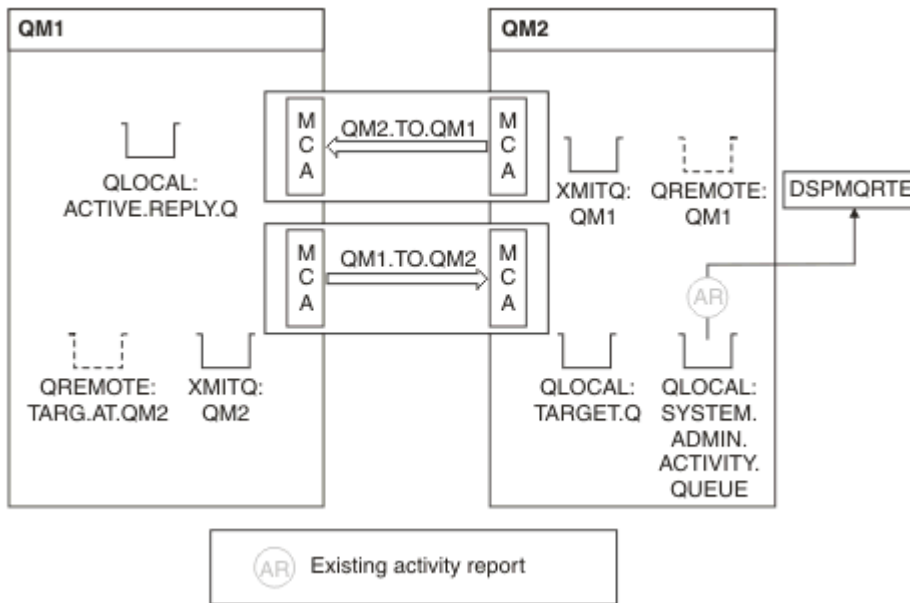 QM1
QM2
M
C
A
QM2.TO.QM1
M
C
A
QLOCAL:
ACTIVE.REPLY.Q
XMITQ:
QM1
QREMOTE:
QM1
DSPMQRTE
M
C
A
QM1.TO.QM2
M
C
A
AR
QREMOTE:
TARG.AT.QM2
XMITQ:
QM2
QLOCAL:
TARGET.Q
QLOCAL:
SYSTEM.
ADMIN.
ACTIVITY.
QUEUE
AR
Existing activity report